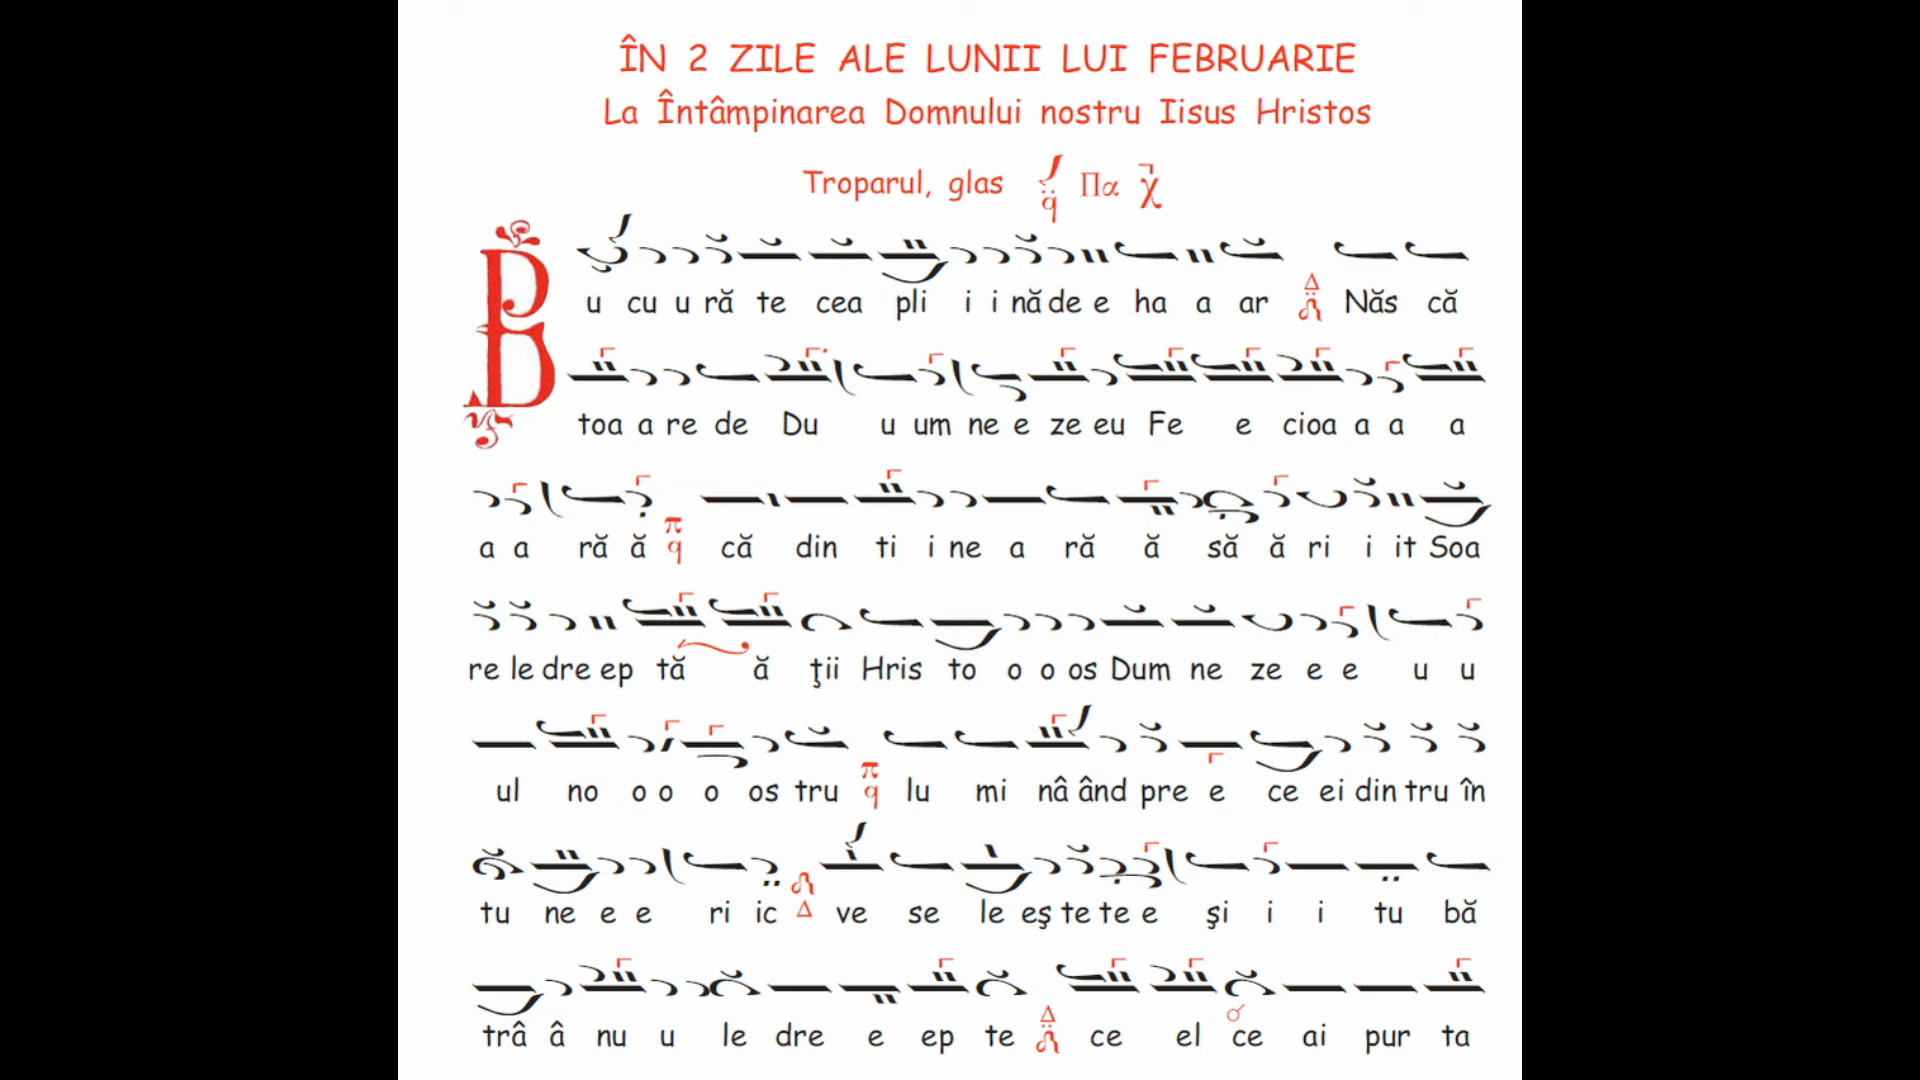 ÎN 2 ZILE ALE LUNII LUI FEBRUARIE
La Întâmpinarea Domnului nostru Iisus Hristos
Troparul, glas Πα
B u cu u ră te cea pli i i nă de e ha a ar Δ Năs că
toa a re de Du u um ne e ze eu Fe e cioa a a a
a a ră ă π q că din ti i ne a ră ă să ă ri i it Soa
re le dre ep tă ă ţii Hris to o o os Dum ne ze e e u u
ul no o o o os tru π q lu mi nâ ând pre e ce ei din tru în
tu ne e e ri ic Δ ve se le eş te te e şi i i tu bă
trâ â nu u le dre e ep te Δ ce el ce ai pur ta